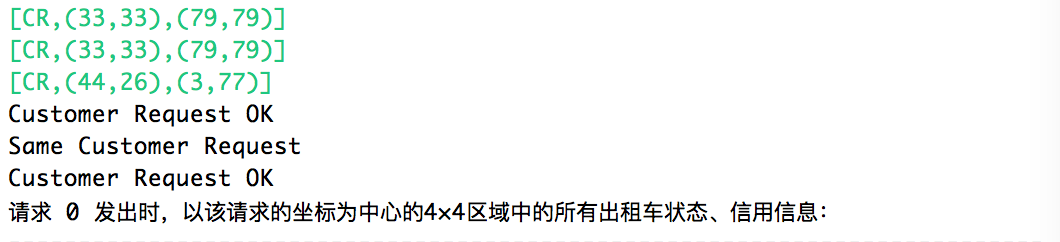 [CR,(33,33),(79,79)]
[CR,(33,33),(79,79)]
[CR,(44,26),(3,77)]
Customer Request OK
Same Customer Request
Customer Request OK
请求 0 发出时，以该请求的坐标为中心的4×4区域中的所有出租车状态、信用信息：